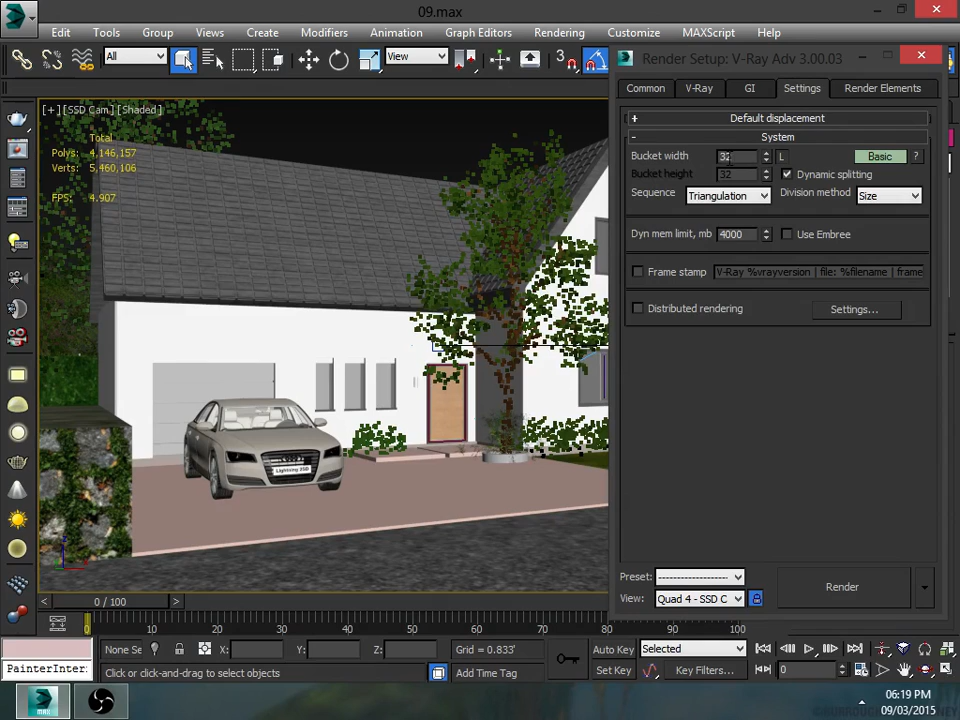 09.max
Edit Tools Group Views Create Modifiers Animation Graph Editors Rendering Customize MAXScript Help
All View 3
Render Setup: V-Ray Adv 3.00.03
Common V-Ray GI Settings Render Elements
[+] [SSD Cam] [Shaded]
Total
Polys: 4,146,157
Verts: 5,460,106
FPS: 4.907
+ Default displacement
- System
Bucket width 32 L Basic ?
Bucket height 32 Dynamic splitting
Sequence Triangulation Division method Size
Dyn mem limit, mb 4000 Use Embree
Frame stamp V-Ray %vrayversion | file: %filename | frame
Distributed rendering Settings...
Lightning 3SD
Preset: --------------------
Render
View: Quad 4 - SSD C
< 0 / 100 >
0 10 20 30 40 50 60 70 80 90 100
None Se X: Y: Z: Grid = 0.833' Auto Key Selected
PainterInter Click or click-and-drag to select objects Add Time Tag Set Key Key Filters... 0
06:19 PM
09/03/2015